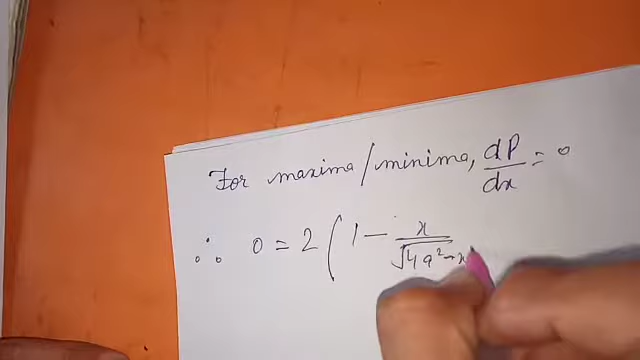 For maxima/minima, dP/dx = 0
∴ 0 = 2 ( 1 - x/√4a²-x